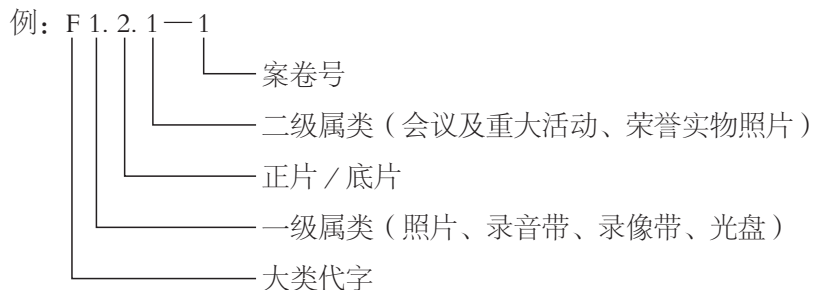 例：F 1. 2. 1—1
案卷号
二级属类（会议及重大活动、荣誉实物照片）
正片／底片
一级属类（照片、录音带、录像带、光盘）
大类代字